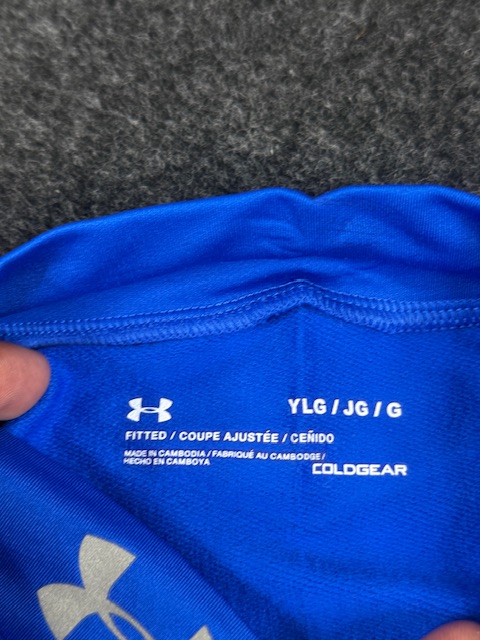 YLG / JG / G
FITTED / COUPE AJUSTÉE / CEÑIDO
MADE IN CAMBODIA / FABRIQUÉ AU CAMBODGE /
HECHO EN CAMBOYA
COLDGEAR